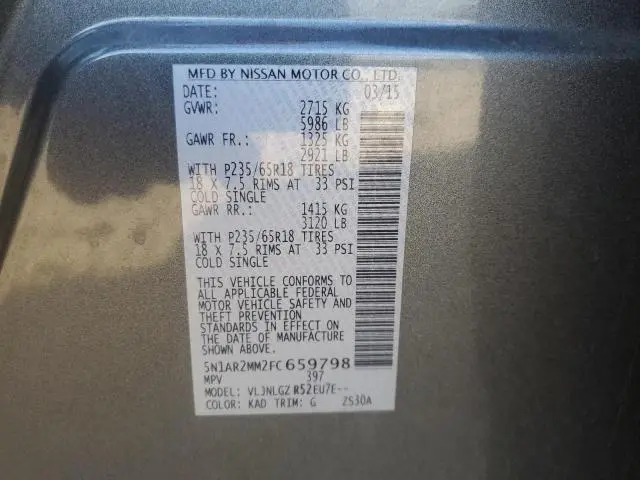 MFD BY NISSAN MOTOR CO., LTD.
DATE: 03/15
GVWR: 2715 KG
5986 LB
GAWR FR.: 1325 KG
2921 LB
WITH P235/65R18 TIRES
18 X 7.5 RIMS AT 33 PSI
COLD SINGLE
GAWR RR.: 1415 KG
3120 LB
WITH P235/65R18 TIRES
18 X 7.5 RIMS AT 33 PSI
COLD SINGLE
THIS VEHICLE CONFORMS TO
ALL APPLICABLE FEDERAL
MOTOR VEHICLE SAFETY AND
THEFT PREVENTION
STANDARDS IN EFFECT ON
THE DATE OF MANUFACTURE
SHOWN ABOVE.
5N1AR2MM2FC659798
MPV 397
MODEL: VLJNLGZ R52EU7E--
COLOR: KAD TRIM: G 2S30A